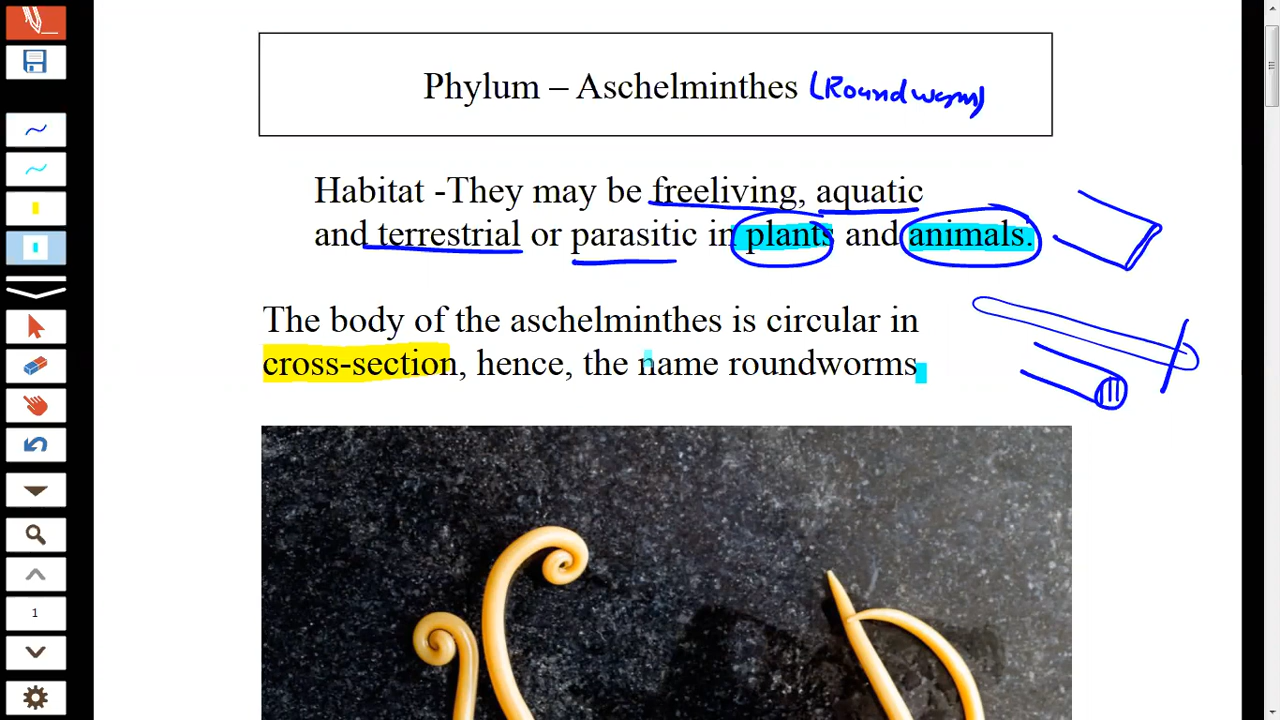 Phylum – Aschelminthes (Roundworm)
Habitat -They may be freeliving, aquatic
and terrestrial or parasitic in plants and animals.
The body of the aschelminthes is circular in
cross-section, hence, the name roundworms
1